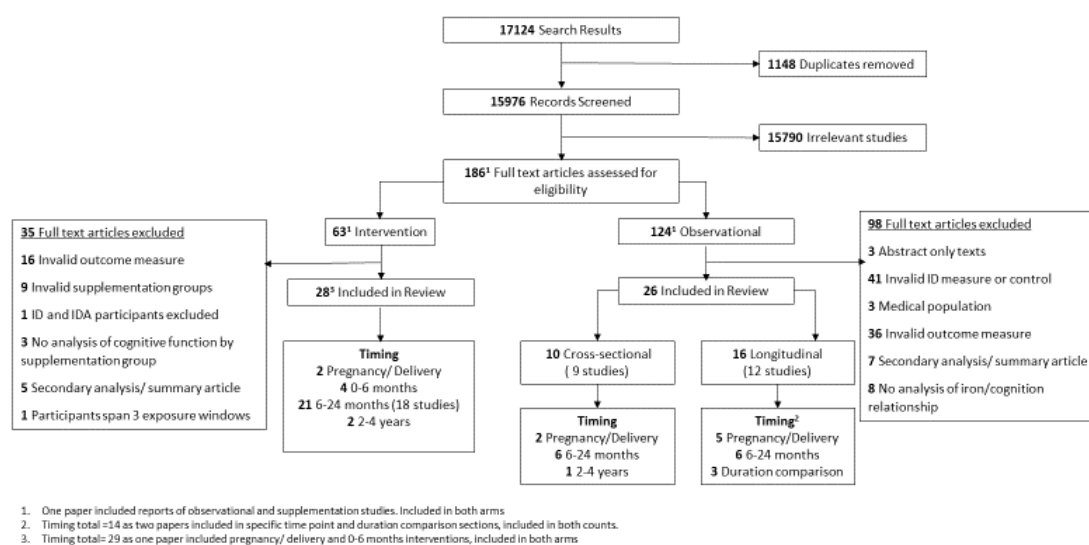 17124 Search Results
1148 Duplicates removed
15976 Records Screened
15790 Irrelevant studies
186¹ Full text articles assessed for
eligibility
35 Full text articles excluded
16 Invalid outcome measure
9 Invalid supplementation groups
1 ID and IDA participants excluded
3 No analysis of cognitive function by
supplementation group
5 Secondary analysis/ summary article
1 Participants span 3 exposure windows
63¹ Intervention
28³ Included in Review
Timing
2 Pregnancy/ Delivery
4 0-6 months
21 6-24 months (18 studies)
2 2-4 years
124¹ Observational
26 Included in Review
10 Cross-sectional
( 9 studies)
Timing
2 Pregnancy/Delivery
6 6-24 months
1 2-4 years
16 Longitudinal
(12 studies)
Timing²
5 Pregnancy/Delivery
6 6-24 months
3 Duration comparison
98 Full text articles excluded
3 Abstract only texts
41 Invalid ID measure or control
3 Medical population
36 Invalid outcome measure
7 Secondary analysis/ summary article
8 No analysis of iron/cognition
relationship
1. One paper included reports of observational and supplementation studies. Included in both arms
2. Timing total =14 as two papers included in specific time point and duration comparison sections, included in both counts.
3. Timing total= 29 as one paper included pregnancy/ delivery and 0-6 months interventions, included in both arms